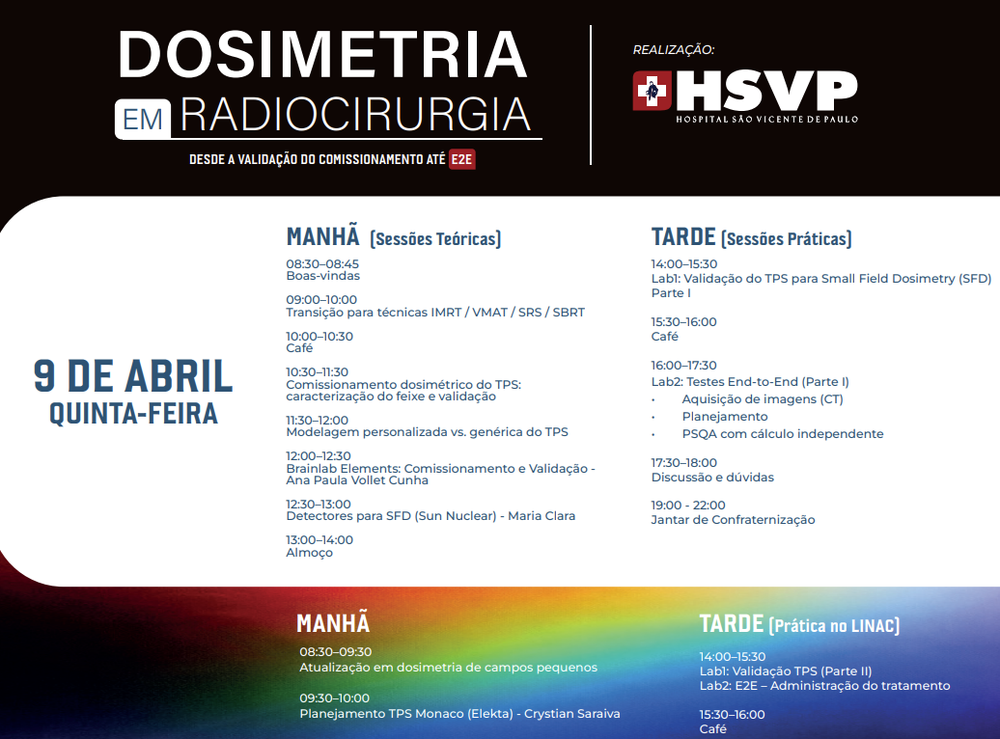 DOSIMETRIA
EM RADIOCIRURGIA
DESDE A VALIDAÇÃO DO COMISSIONAMENTO ATÉ E2E
REALIZAÇÃO:
HSVP
HOSPITAL SÃO VICENTE DE PAULO
9 DE ABRIL
QUINTA-FEIRA
MANHÃ (Sessões Teóricas)
08:30–08:45
Boas-vindas
09:00–10:00
Transição para técnicas IMRT / VMAT / SRS / SBRT
10:00–10:30
Café
10:30–11:30
Comissionamento dosimétrico do TPS:
caracterização do feixe e validação
11:30–12:00
Modelagem personalizada vs. genérica do TPS
12:00–12:30
Brainlab Elements: Comissionamento e Validação -
Ana Paula Vollet Cunha
12:30–13:00
Detectores para SFD (Sun Nuclear) - Maria Clara
13:00–14:00
Almoço
TARDE (Sessões Práticas)
14:00–15:30
Lab1: Validação do TPS para Small Field Dosimetry (SFD)
Parte I
15:30–16:00
Café
16:00–17:30
Lab2: Testes End-to-End (Parte I)
• Aquisição de imagens (CT)
• Planejamento
• PSQA com cálculo independente
17:30–18:00
Discussão e dúvidas
19:00 - 22:00
Jantar de Confraternização
MANHÃ
08:30–09:30
Atualização em dosimetria de campos pequenos
09:30–10:00
Planejamento TPS Monaco (Elekta) - Crystian Saraiva
TARDE (Prática no LINAC)
14:00–15:30
Lab1: Validação TPS (Parte II)
Lab2: E2E – Administração do tratamento
15:30–16:00
Café